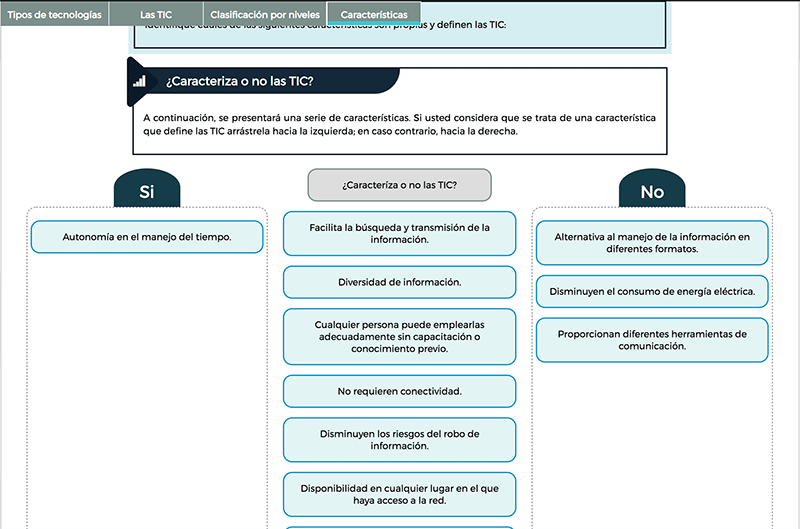 Tipos de tecnologías
Las TIC
Clasificación por niveles
Características
Identifique cuáles de las siguientes características son propias y definen las TIC:
¿Caracteriza o no las TIC?
A continuación, se presentará una serie de características. Si usted considera que se trata de una característica
que define las TIC arrástrela hacia la izquierda; en caso contrario, hacia la derecha.
Si
¿Caracteríza o no las TIC?
No
Autonomía en el manejo del tiempo.
Facilita la búsqueda y transmisión de la
información.
Diversidad de información.
Cualquier persona puede emplearlas
adecuadamente sin capacitación o
conocimiento previo.
No requieren conectividad.
Disminuyen los riesgos del robo de
información.
Disponibilidad en cualquier lugar en el que
haya acceso a la red.
Alternativa al manejo de la información en
diferentes formatos.
Disminuyen el consumo de energía eléctrica.
Proporcionan diferentes herramientas de
comunicación.